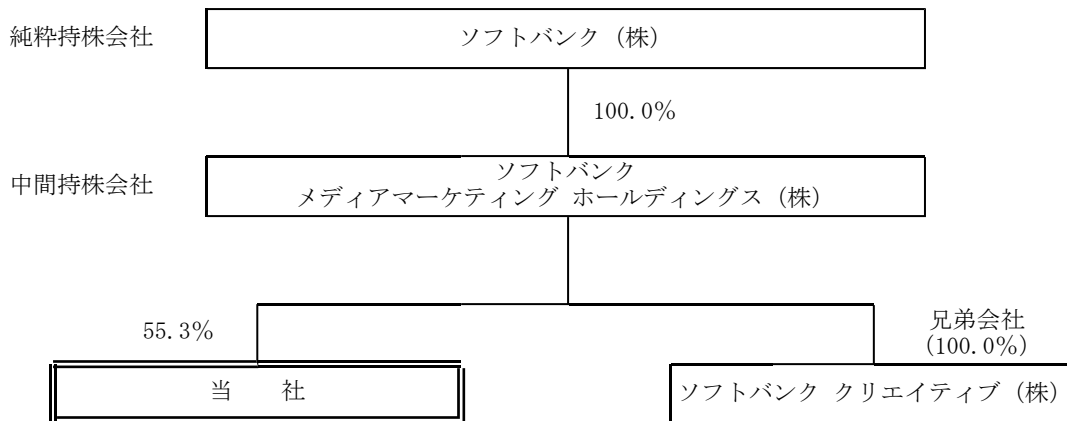 純粋持株会社
ソフトバンク（株）
100.0%
中間持株会社
ソフトバンク
メディアマーケティング ホールディングス（株）
55.3%
兄弟会社
(100.0%)
当　　社
ソフトバンク クリエイティブ（株）